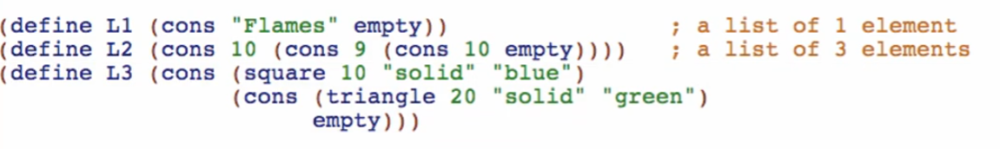 (define L1 (cons "Flames" empty)) ; a list of 1 element
(define L2 (cons 10 (cons 9 (cons 10 empty)))) ; a list of 3 elements
(define L3 (cons (square 10 "solid" "blue")
(cons (triangle 20 "solid" "green")
empty)))